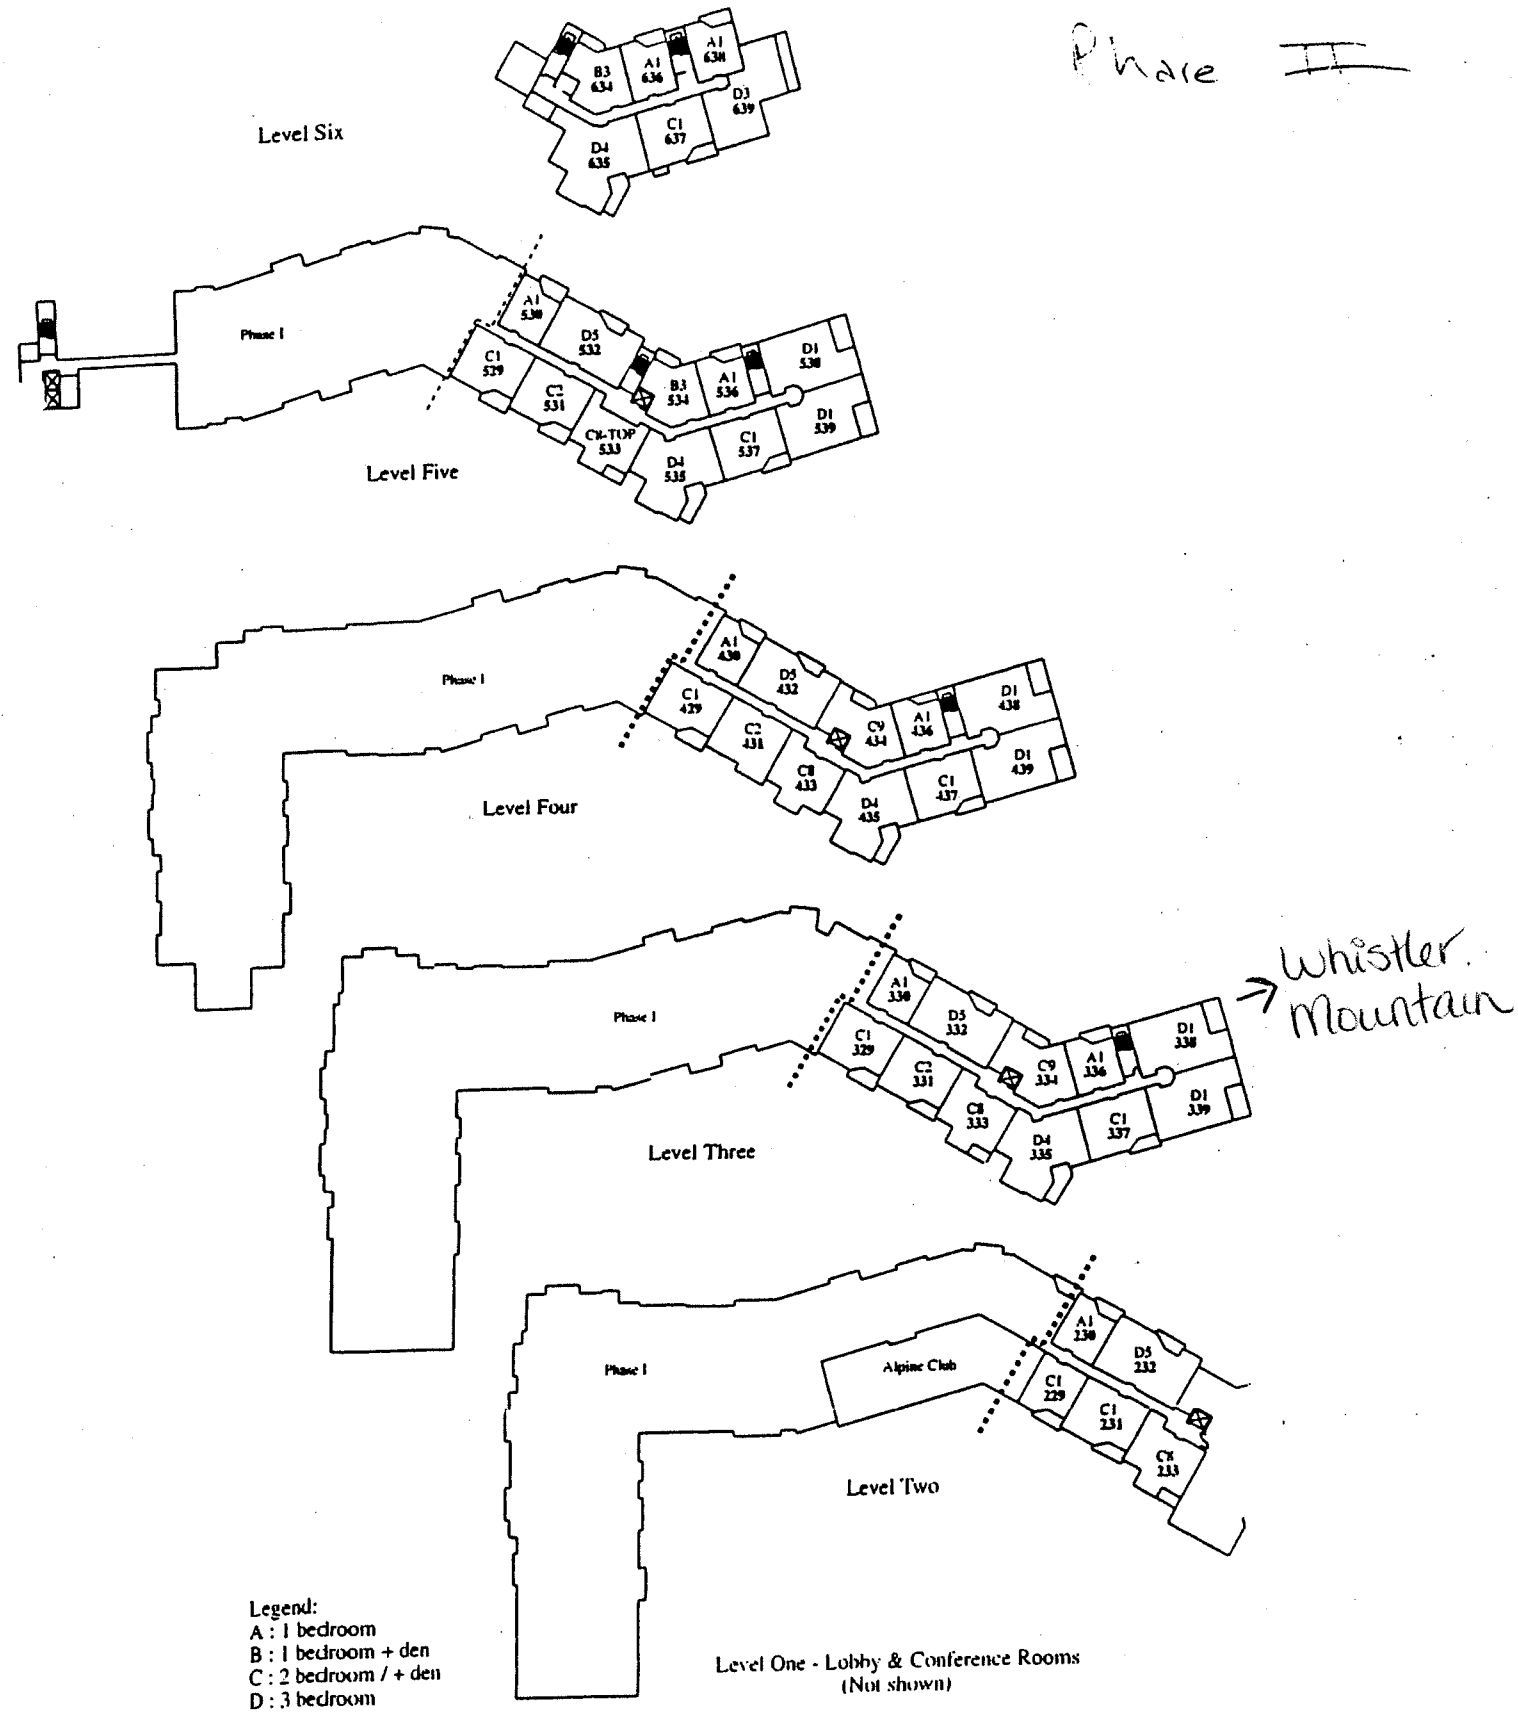 Phase II
A1
638
B3
634
A1
636
D3
639
C1
637
D4
635
Level Six
A1
530
Phase I
D5
532
C1
529
D1
538
B3
534
A1
536
C2
531
D1
539
C8-TOP
533
C1
537
D4
535
Level Five
A1
430
Phase I
D5
432
C1
429
D1
438
C9
434
A1
436
C2
431
D1
439
C8
433
C1
437
D4
435
Level Four
Whistler.
Mountain
A1
330
Phase I
D5
332
C1
329
D1
338
C9
334
A1
336
C2
331
D1
339
C8
333
C1
337
D4
335
Level Three
A1
230
D5
232
Phase I
Alpine Club
C1
229
C1
231
C8
233
Level Two
Legend:
A : 1 bedroom
B : 1 bedroom + den
C : 2 bedroom / + den
D : 3 bedroom
Level One - Lobby & Conference Rooms
(Not shown)